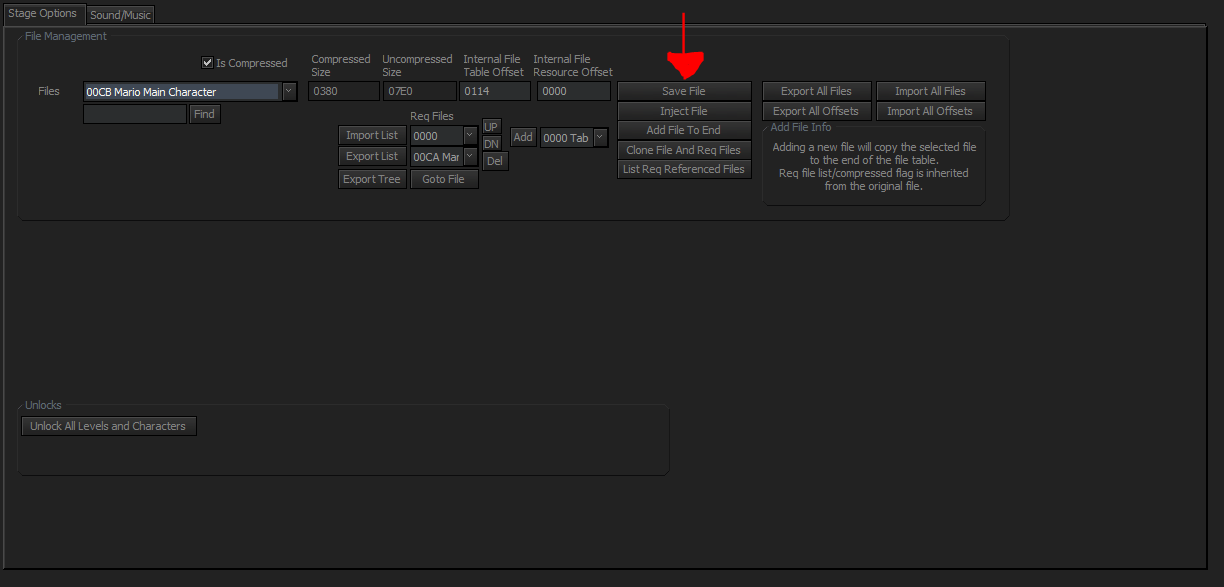 Stage Options
Sound/Music
File Management
Is Compressed
Compressed
Size
Uncompressed
Size
Internal File
Table Offset
Internal File
Resource Offset
Files
00CB Mario Main Character
0380
07E0
0114
0000
Save File
Export All Files
Import All Files
Find
Inject File
Export All Offsets
Import All Offsets
Req Files
Import List
0000
UP
DN
Add
0000 Tab
Add File To End
Export List
00CA Mar
Del
Clone File And Req Files
Export Tree
Goto File
List Req Referenced Files
Add File Info
Adding a new file will copy the selected file
to the end of the file table.
Req file list/compressed flag is inherited
from the original file.
Unlocks
Unlock All Levels and Characters